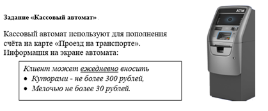 Задание «Кассовый автомат»
Кассовый автомат используют для пополнения
счёта на карте «Проезд на транспорте».
Информация на экране автомата:
Клиент может ежедневно вносить
• Купюрами - не более 300 рублей,
• Мелочью не более 30 рублей.